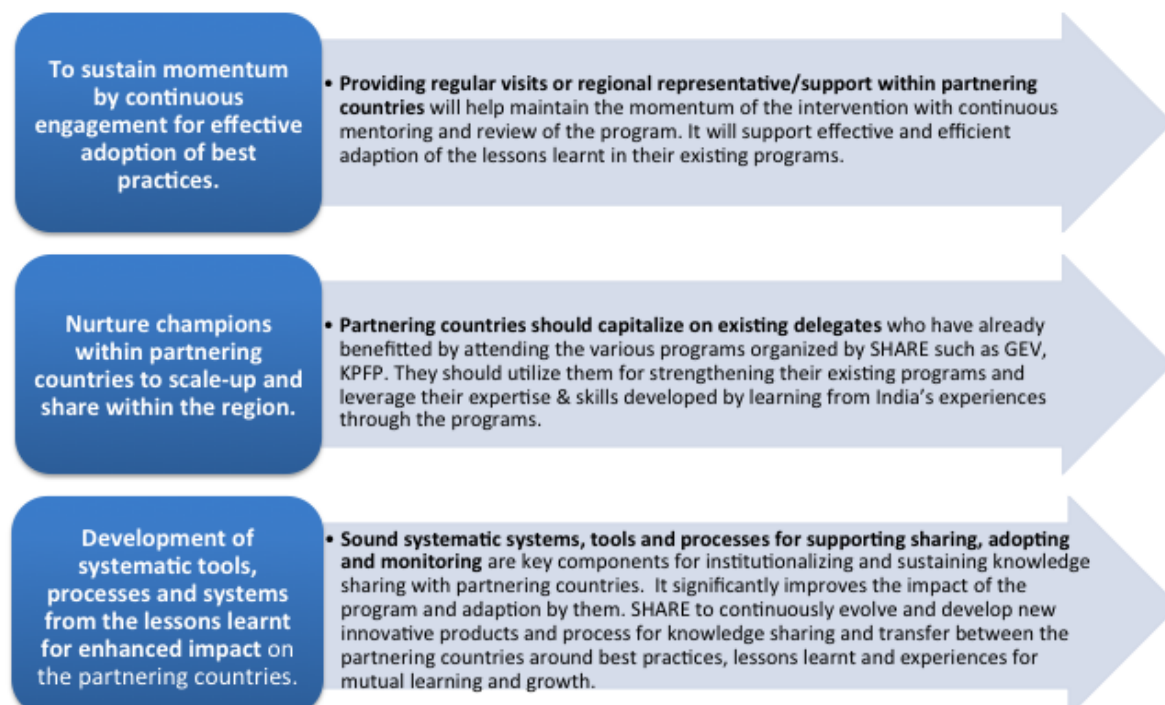 To sustain momentum
by continuous
engagement for effective
adoption of best
practices.
• Providing regular visits or regional representative/support within partnering
countries will help maintain the momentum of the intervention with continuous
mentoring and review of the program. It will support effective and efficient
adaption of the lessons learnt in their existing programs.
Nurture champions
within partnering
countries to scale-up and
share within the region.
• Partnering countries should capitalize on existing delegates who have already
benefitted by attending the various programs organized by SHARE such as GEV,
KPFP. They should utilize them for strengthening their existing programs and
leverage their expertise & skills developed by learning from India's experiences
through the programs.
Development of
systematic tools,
processes and systems
from the lessons learnt
for enhanced impact on
the partnering countries.
• Sound systematic systems, tools and processes for supporting sharing, adopting
and monitoring are key components for institutionalizing and sustaining knowledge
sharing with partnering countries. It significantly improves the impact of the
program and adaption by them. SHARE to continuously evolve and develop new
innovative products and process for knowledge sharing and transfer between the
partnering countries around best practices, lessons learnt and experiences for
mutual learning and growth.